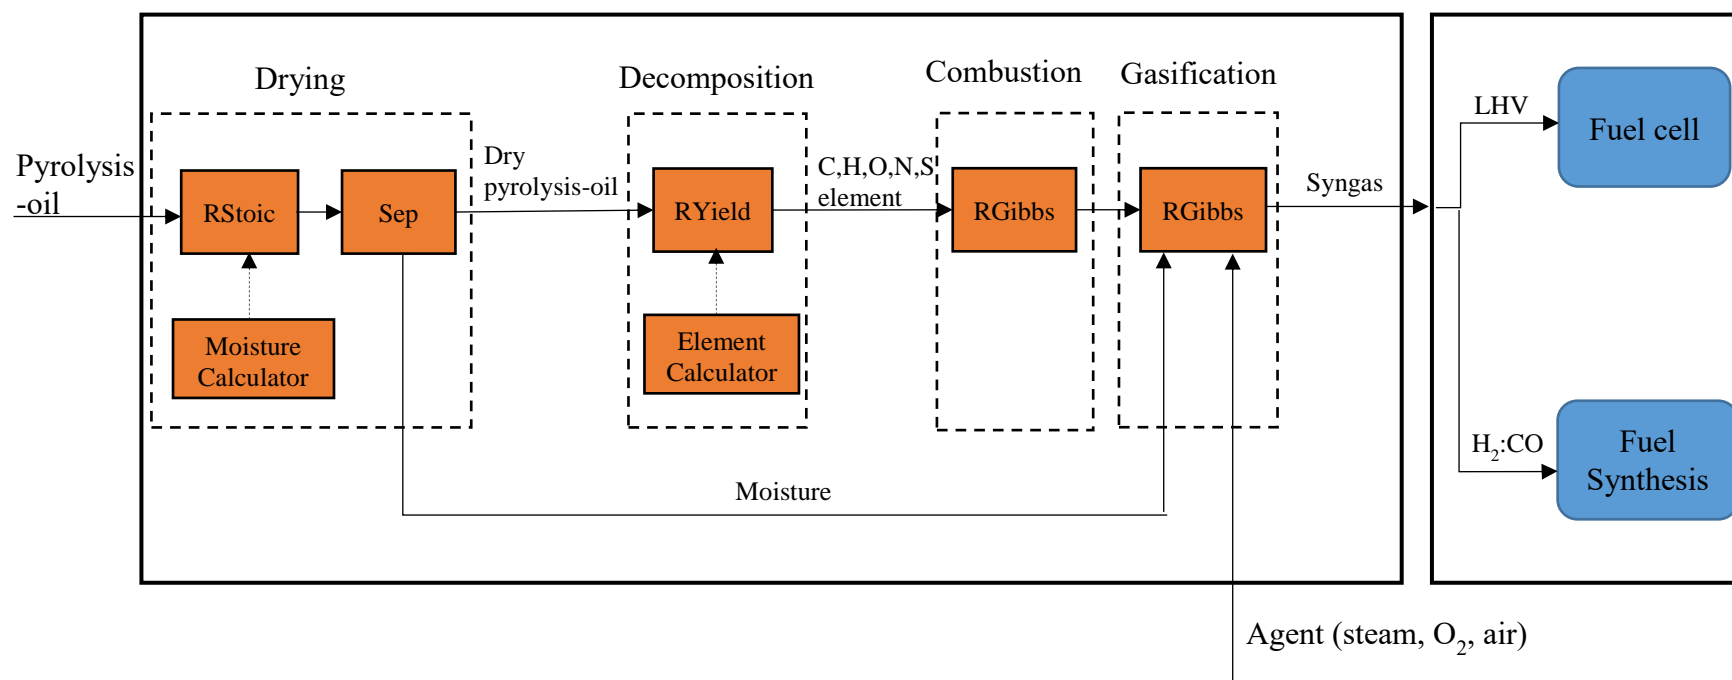 Drying
Decomposition
Combustion
Gasification
Pyrolysis
-oil
RStoic
Sep
Dry
pyrolysis-oil
RYield
C,H,O,N,S
element
RGibbs
RGibbs
Syngas
LHV
Fuel cell
Moisture
Calculator
Element
Calculator
Moisture
H₂:CO
Fuel
Synthesis
Agent (steam, O₂, air)